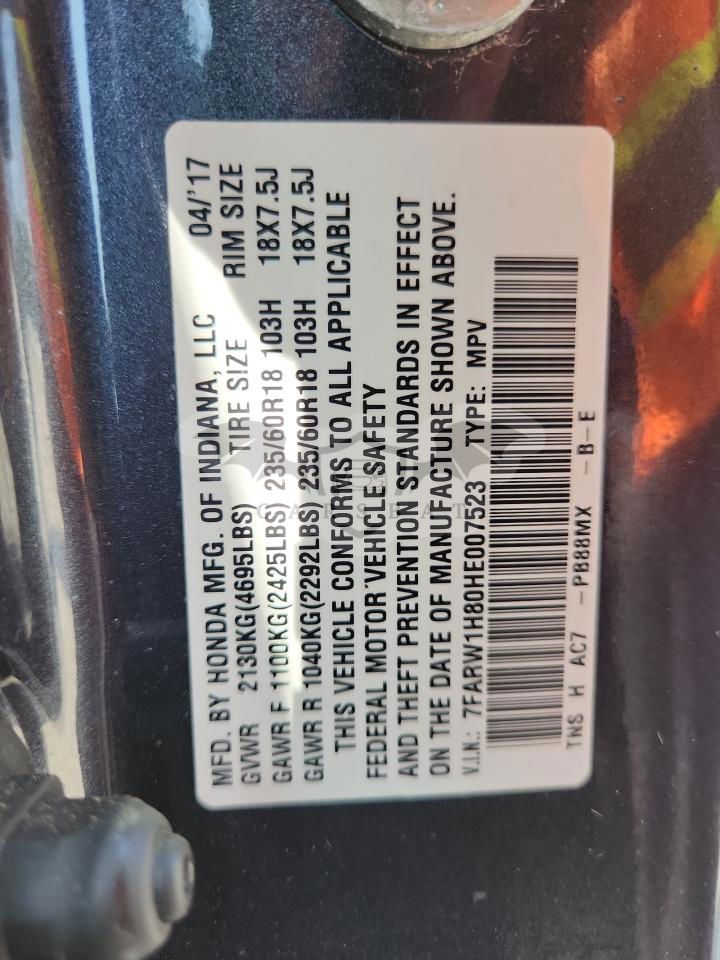 MFD. BY HONDA MFG. OF INDIANA, LLC 04/'17
GVWR 2130KG(4695LBS) TIRE SIZE RIM SIZE
GAWR F 1100KG(2425LBS) 235/60R18 103H 18X7.5J
GAWR R 1040KG(2292LBS) 235/60R18 103H 18X7.5J
THIS VEHICLE CONFORMS TO ALL APPLICABLE
FEDERAL MOTOR VEHICLE SAFETY
AND THEFT PREVENTION STANDARDS IN EFFECT
ON THE DATE OF MANUFACTURE SHOWN ABOVE.
V.I.N.: 7FARW1H80HE007523 TYPE: MPV
TNS H AC7 -PB88MX -B-E